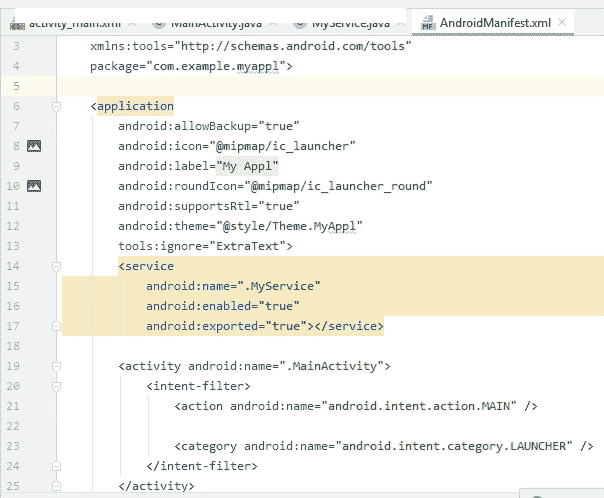 activity_main.xml MainActivity.java MyService.java AndroidManifest.xml
3 xmlns:tools="http://schemas.android.com/tools"
4 package="com.example.myappl">
5
6 <application
7 android:allowBackup="true"
8 android:icon="@mipmap/ic_launcher"
9 android:label="My Appl"
10 android:roundIcon="@mipmap/ic_launcher_round"
11 android:supportsRtl="true"
12 android:theme="@style/Theme.MyAppl"
13 tools:ignore="ExtraText">
14 <service
15 android:name=".MyService"
16 android:enabled="true"
17 android:exported="true"></service>
18
19 <activity android:name=".MainActivity">
20 <intent-filter>
21 <action android:name="android.intent.action.MAIN" />
22
23 <category android:name="android.intent.category.LAUNCHER" />
24 </intent-filter>
25 </activity>